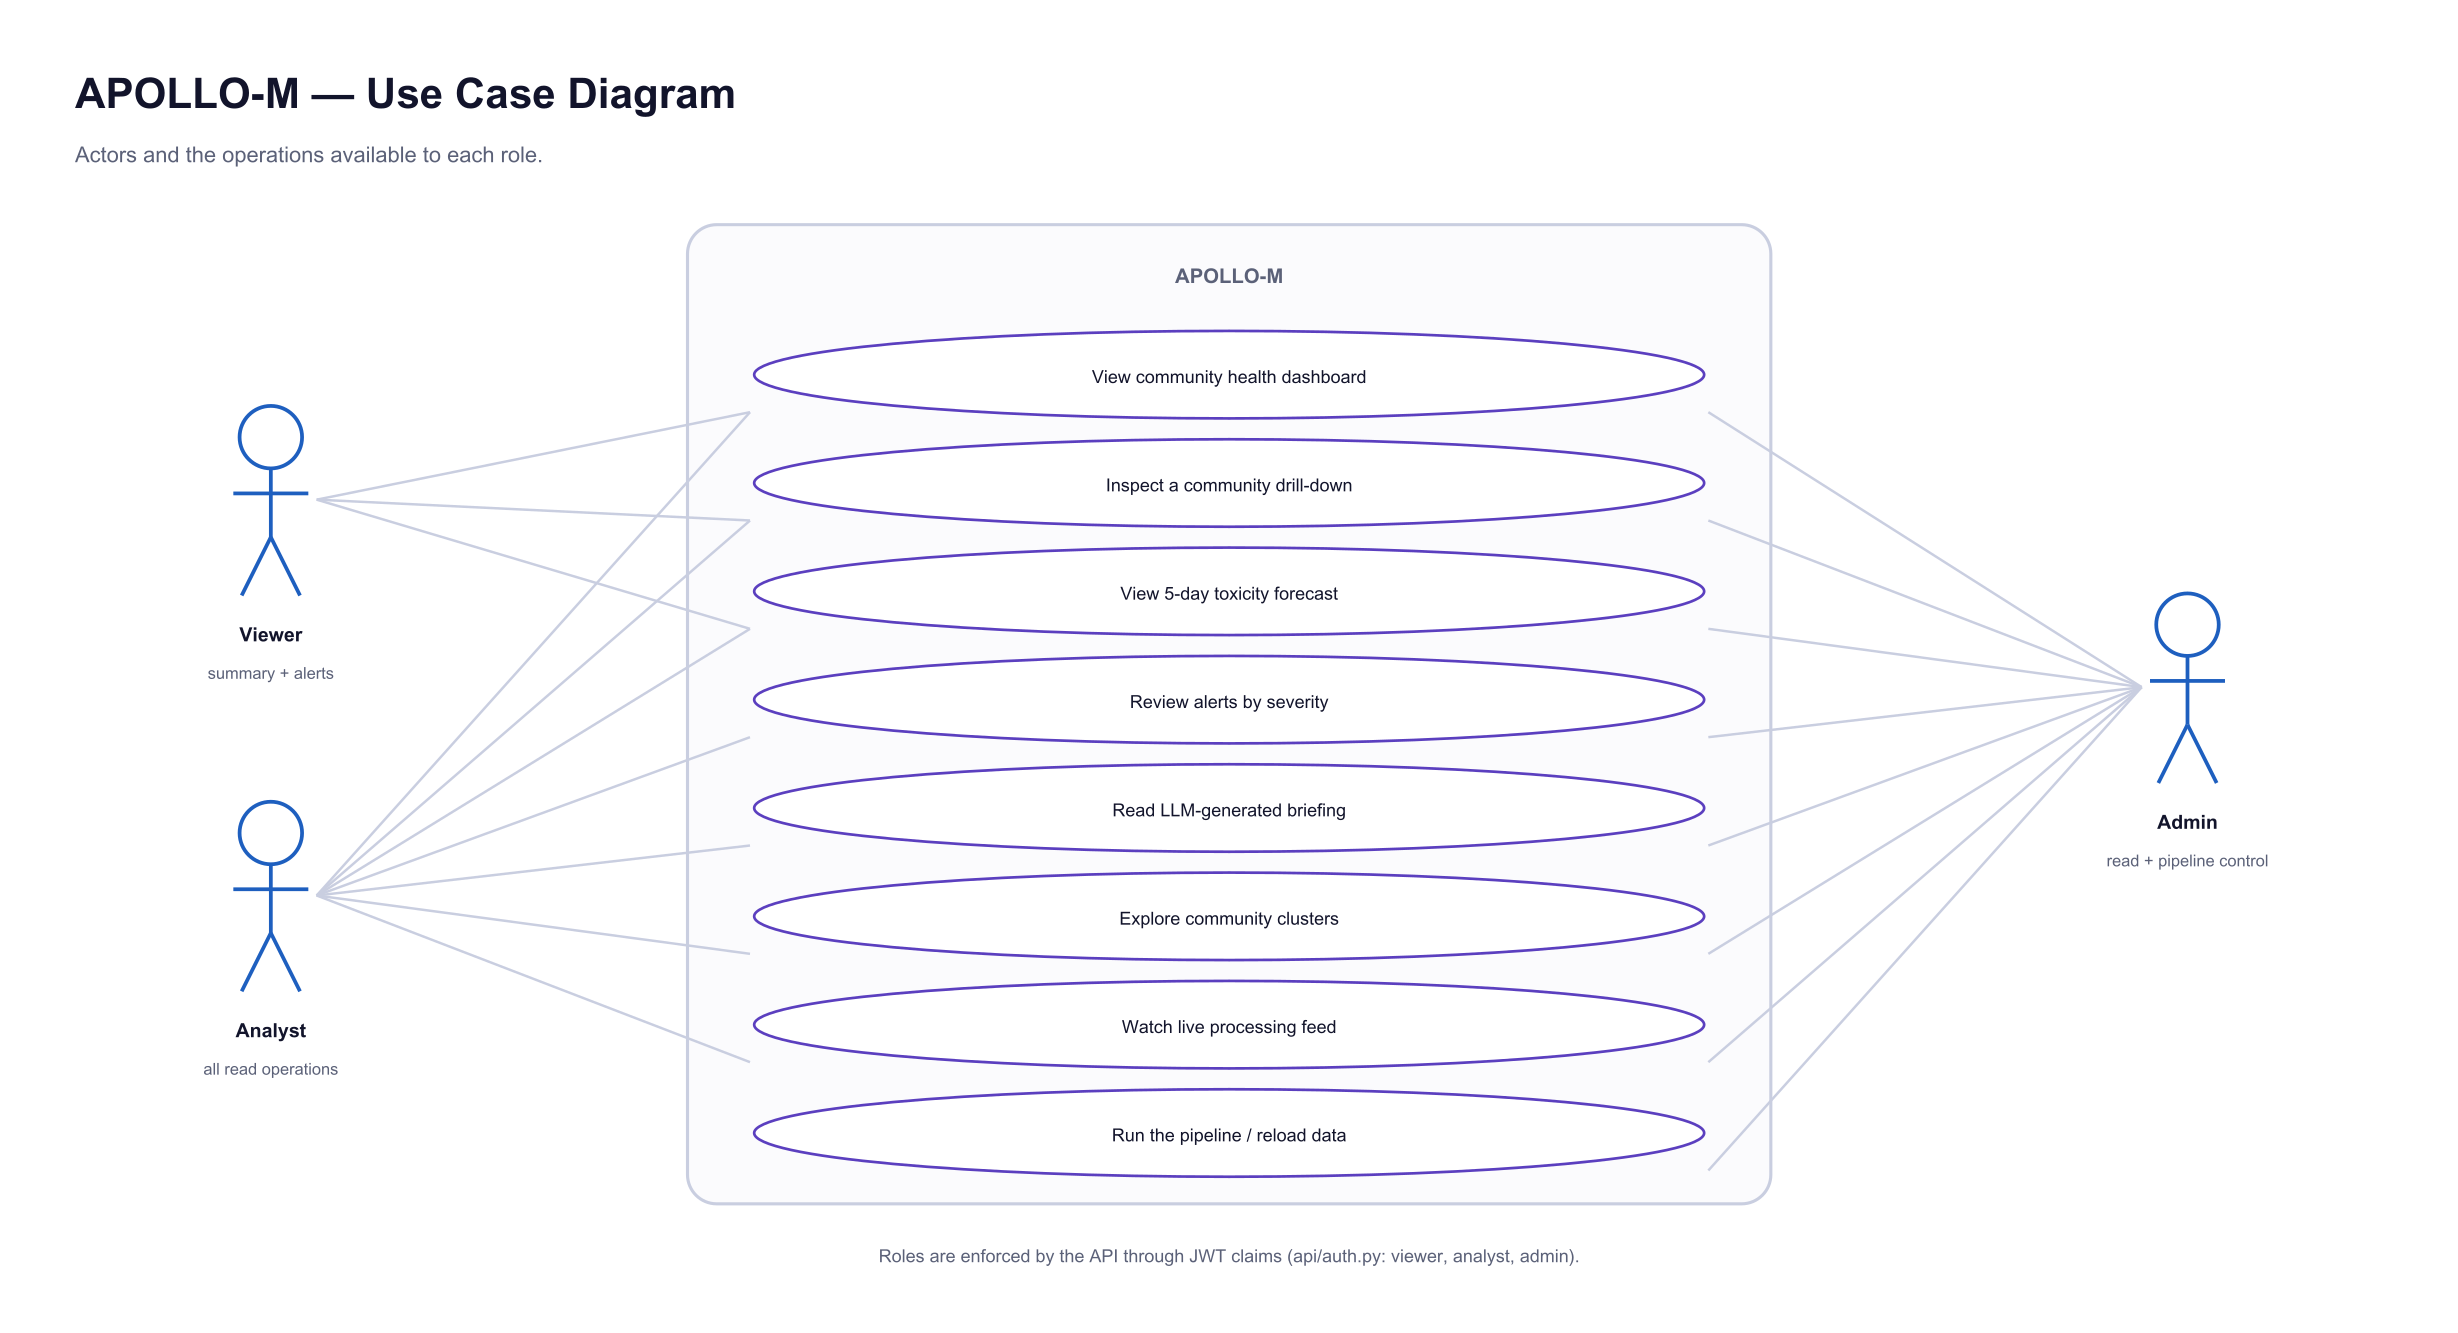 APOLLO-M — Use Case Diagram
Actors and the operations available to each role.
APOLLO-M
View community health dashboard
Inspect a community drill-down
View 5-day toxicity forecast
Review alerts by severity
Read LLM-generated briefing
Explore community clusters
Watch live processing feed
Run the pipeline / reload data
Viewer
summary + alerts
Analyst
all read operations
Admin
read + pipeline control
Roles are enforced by the API through JWT claims (api/auth.py: viewer, analyst, admin).